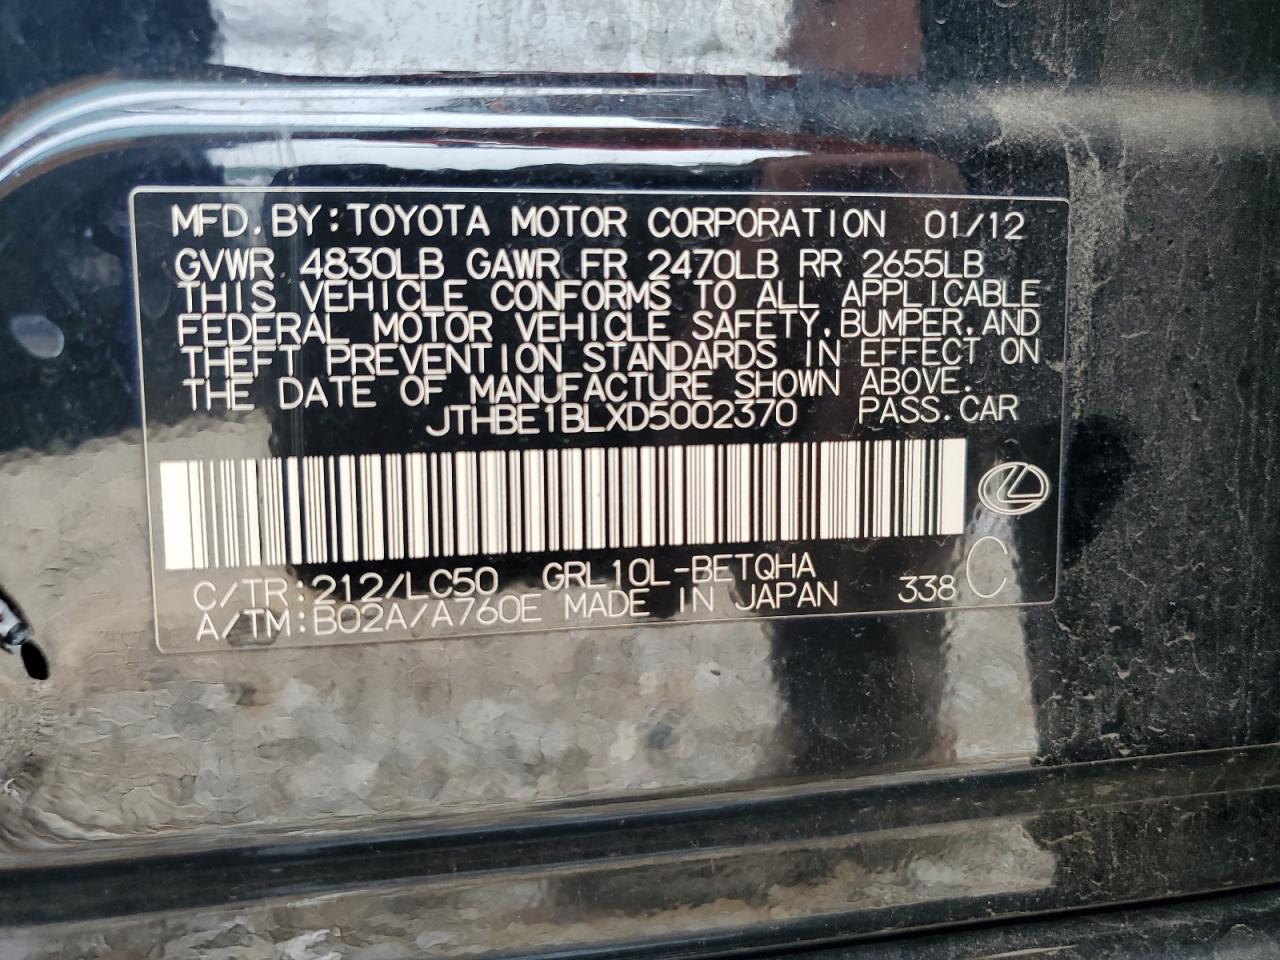 MFD. BY: TOYOTA MOTOR CORPORATION 01/12
GVWR 4830LB GAWR FR 2470LB RR 2655LB
THIS VEHICLE CONFORMS TO ALL APPLICABLE
FEDERAL MOTOR VEHICLE SAFETY, BUMPER, AND
THEFT PREVENTION STANDARDS IN EFFECT ON
THE DATE OF MANUFACTURE SHOWN ABOVE.
JTHBE1BLXD5002370 PASS. CAR
C/TR: 212/LC50 GRL10L-BETQHA
A/TM: B02A/A760E MADE IN JAPAN 338 C